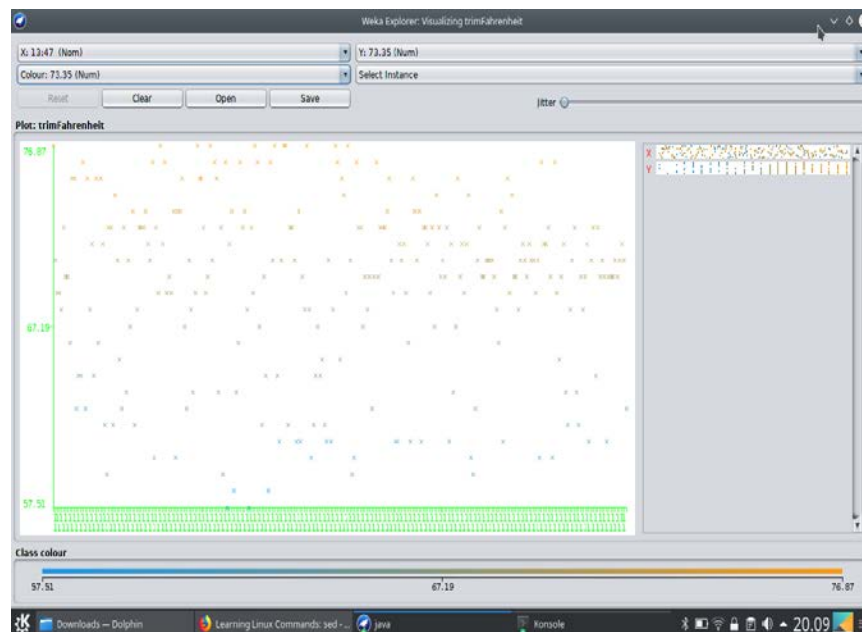 Weka Explorer: Visualizing trimFahrenheit
X: 13:47 (Nom)
Y: 73.35 (Num)
Colour: 73.35 (Num)
Select Instance
Reset
Clear
Open
Save
Jitter
Plot: trimFahrenheit
76.87
67.19
57.51
X
Y
Class colour
57.51
67.19
76.87
Downloads — Dolphin
Learning Linux Commands: sed - ...
java
Konsole
20.09